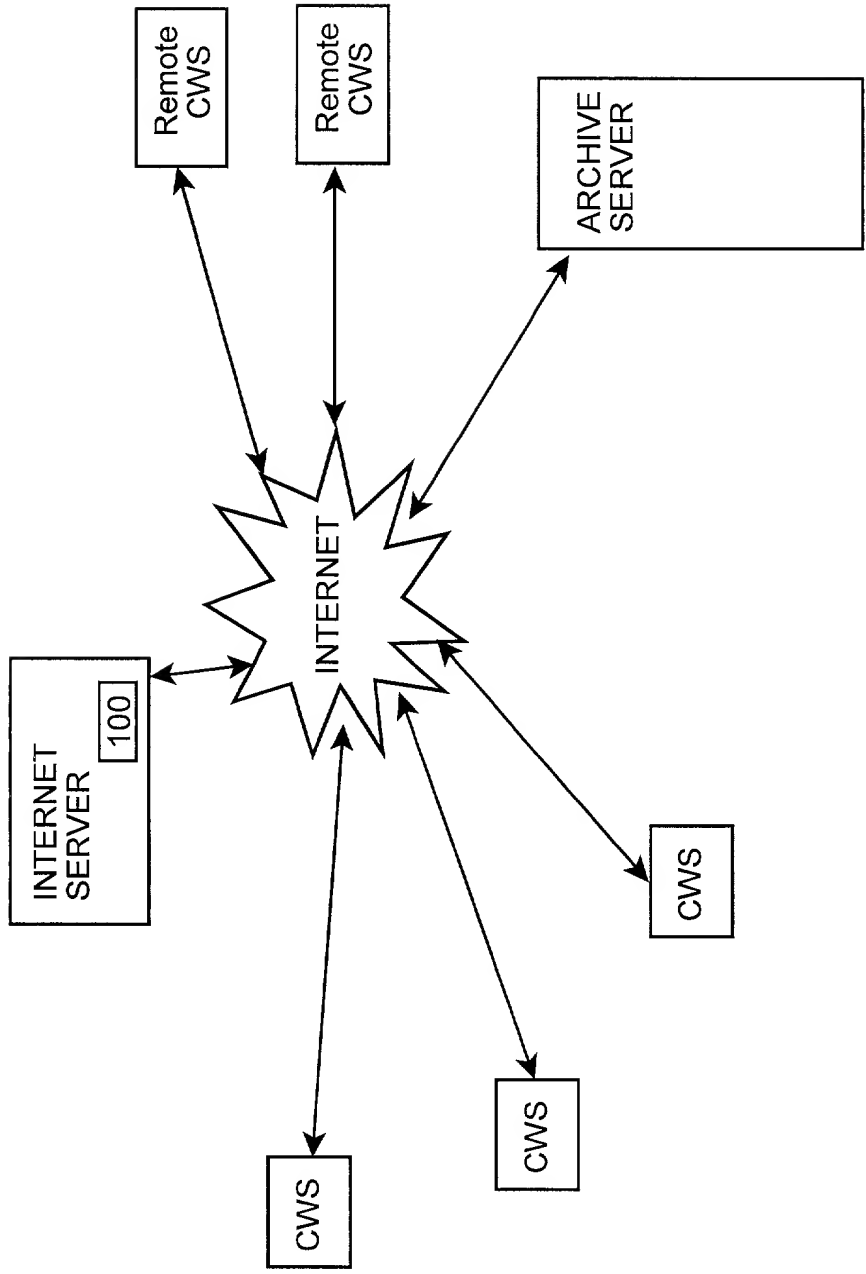 INTERNET
SERVER
100
Remote
CWS
CWS
INTERNET
Remote
CWS
CWS
ARCHIVE
SERVER
CWS